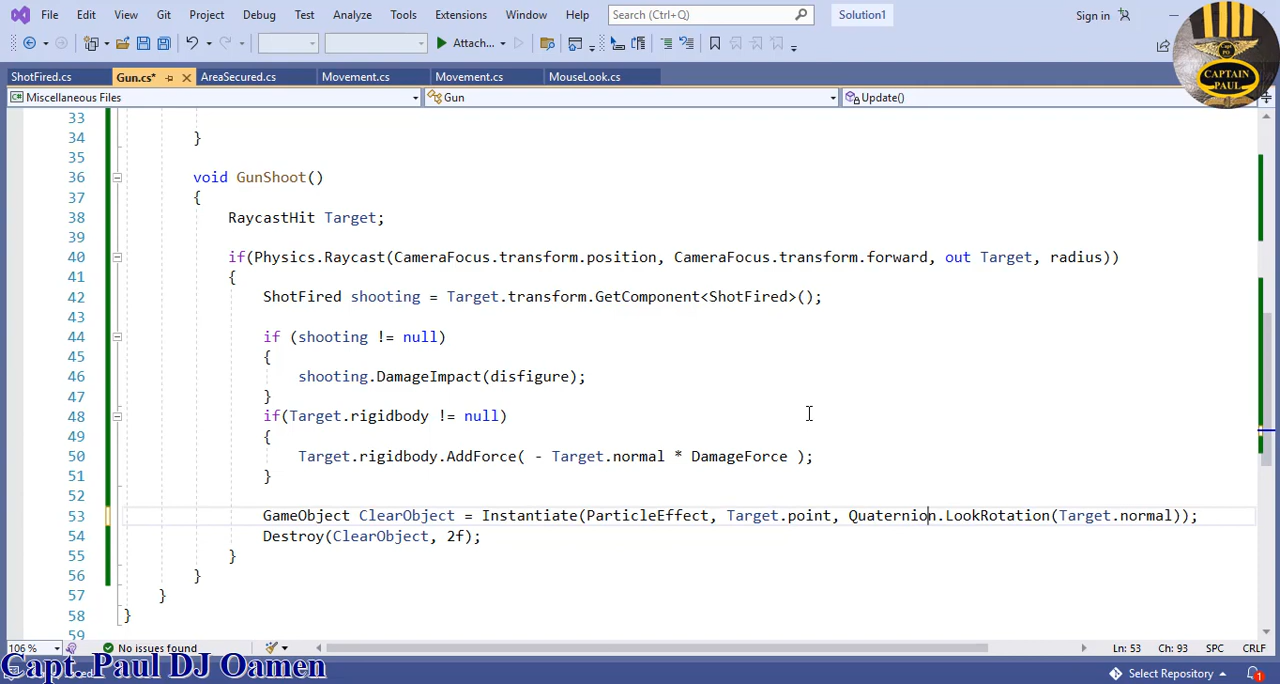 File Edit View Git Project Debug Test Analyze Tools Extensions Window Help Search (Ctrl+Q) Solution1 Sign in
Attach...
CAPTAIN
PAUL
ShotFired.cs Gun.cs* AreaSecured.cs Movement.cs Movement.cs MouseLook.cs
Miscellaneous Files Gun Update()
33
34 }
35
36 void GunShoot()
37 {
38 RaycastHit Target;
39
40 if(Physics.Raycast(CameraFocus.transform.position, CameraFocus.transform.forward, out Target, radius))
41 {
42 ShotFired shooting = Target.transform.GetComponent<ShotFired>();
43
44 if (shooting != null)
45 {
46 shooting.DamageImpact(disfigure);
47 }
48 if(Target.rigidbody != null)
49 {
50 Target.rigidbody.AddForce( - Target.normal * DamageForce );
51 }
52
53 GameObject ClearObject = Instantiate(ParticleEffect, Target.point, Quaternion.LookRotation(Target.normal));
54 Destroy(ClearObject, 2f);
55 }
56 }
57 }
58 }
59
106 % No issues found Ln: 53 Ch: 93 SPC CRLF
Capt. Paul DJ Oamen Select Repository 1